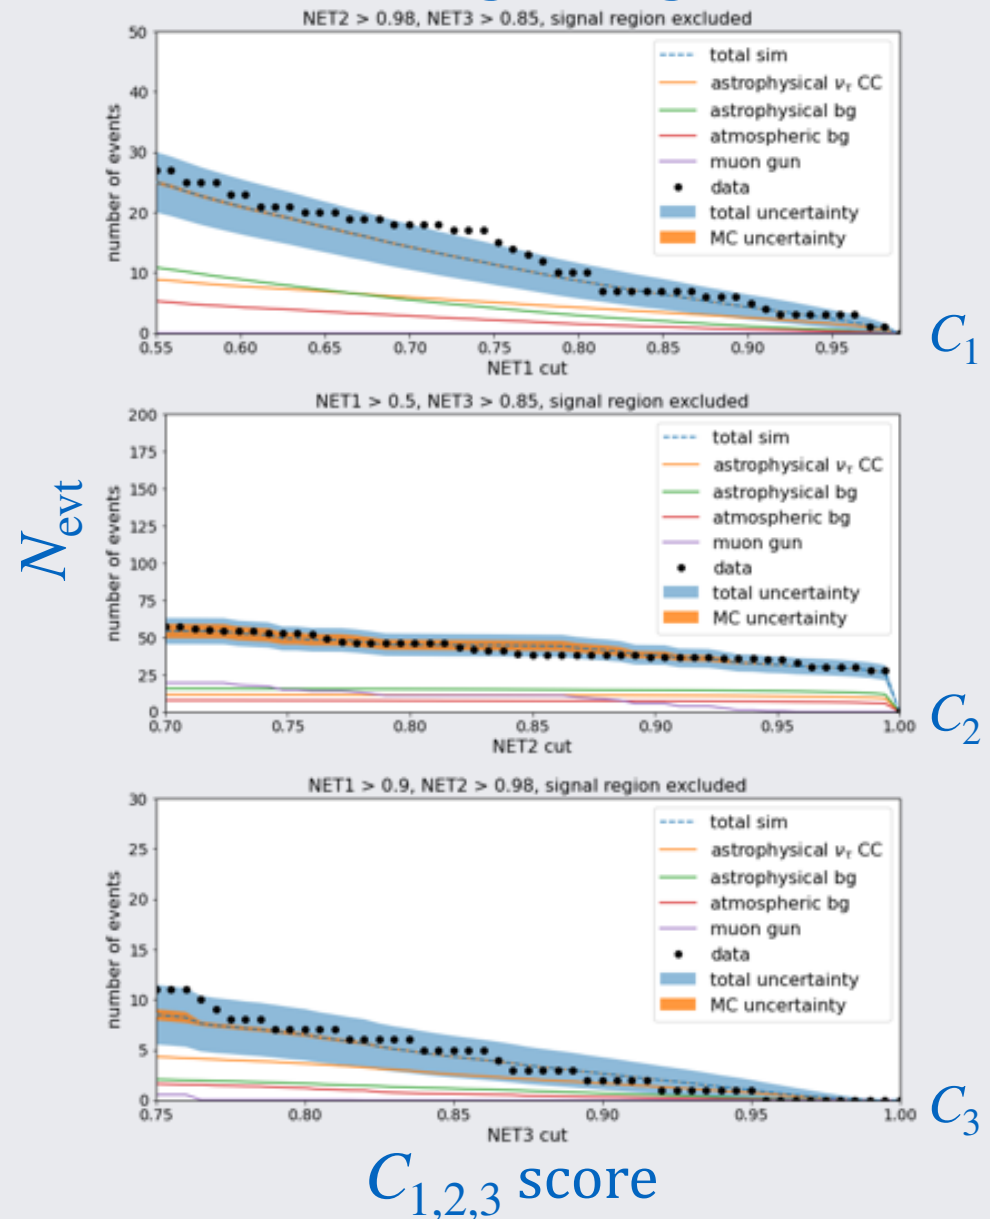 NET2 > 0.98, NET3 > 0.85, signal region excluded
50
40
30
20
10
0
number of events
total sim
astrophysical ντ CC
astrophysical bg
atmospheric bg
muon gun
data
total uncertainty
MC uncertainty
0.55 0.60 0.65 0.70 0.75 0.80 0.85 0.90 0.95
NET1 cut
C1
NET1 > 0.5, NET3 > 0.85, signal region excluded
200
175
150
125
100
75
50
25
0
Nevt
number of events
total sim
astrophysical ντ CC
astrophysical bg
atmospheric bg
muon gun
data
total uncertainty
MC uncertainty
0.70 0.75 0.80 0.85 0.90 0.95 1.00
NET2 cut
C2
NET1 > 0.9, NET2 > 0.98, signal region excluded
30
25
20
15
10
5
0
number of events
total sim
astrophysical ντ CC
astrophysical bg
atmospheric bg
muon gun
data
total uncertainty
MC uncertainty
0.75 0.80 0.85 0.90 0.95 1.00
NET3 cut
C3
C1,2,3 score